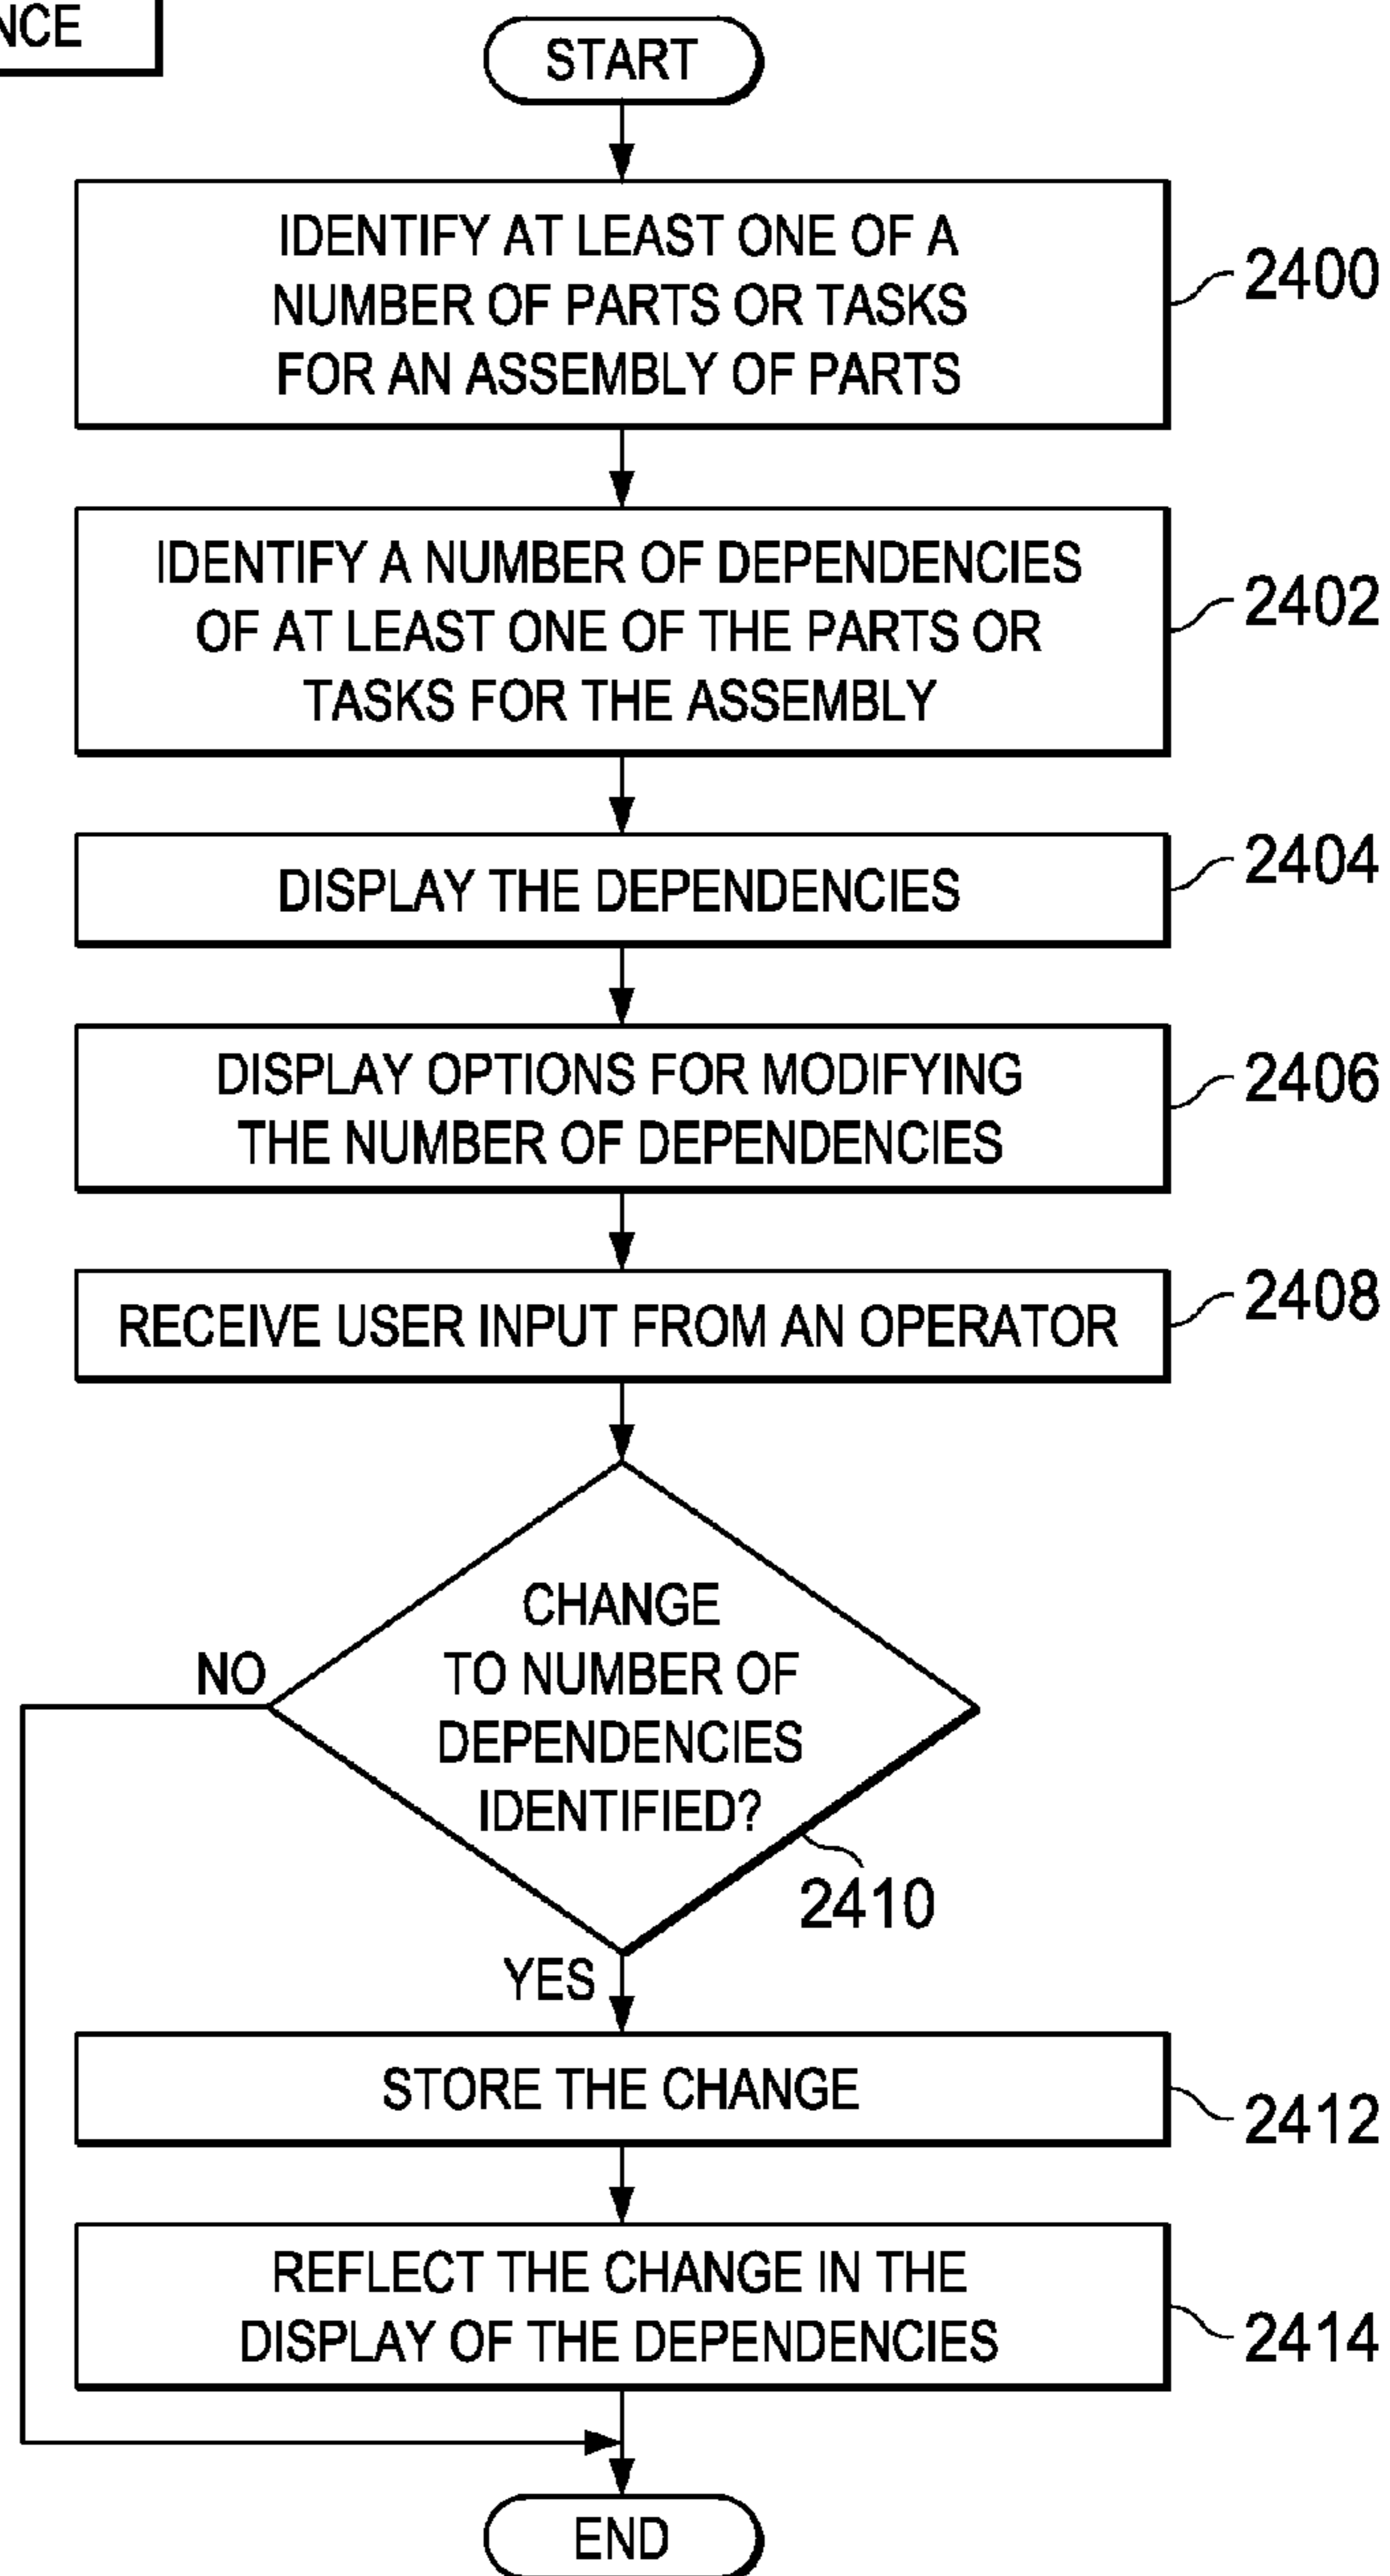 NCE
START
IDENTIFY AT LEAST ONE OF A
NUMBER OF PARTS OR TASKS
FOR AN ASSEMBLY OF PARTS
2400
IDENTIFY A NUMBER OF DEPENDENCIES
OF AT LEAST ONE OF THE PARTS OR
TASKS FOR THE ASSEMBLY
2402
DISPLAY THE DEPENDENCIES
2404
DISPLAY OPTIONS FOR MODIFYING
THE NUMBER OF DEPENDENCIES
2406
RECEIVE USER INPUT FROM AN OPERATOR
2408
CHANGE
TO NUMBER OF
DEPENDENCIES
IDENTIFIED?
NO
2410
YES
STORE THE CHANGE
2412
REFLECT THE CHANGE IN THE
DISPLAY OF THE DEPENDENCIES
2414
END